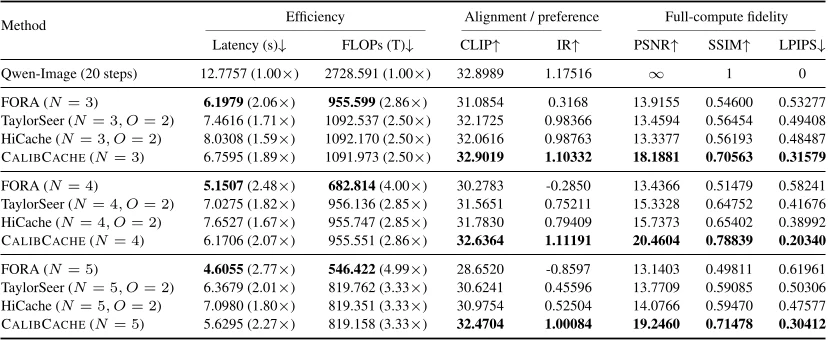 Method Efficiency Alignment / preference Full-compute fidelity
Latency (s)↓ FLOPs (T)↓ CLIP↑ IR↑ PSNR↑ SSIM↑ LPIPS↓
Qwen-Image (20 steps) 12.7757 (1.00×) 2728.591 (1.00×) 32.8989 1.17516 ∞ 1 0
FORA (N = 3) 6.1979 (2.06×) 955.599 (2.86×) 31.0854 0.3168 13.9155 0.54600 0.53277
TaylorSeer (N = 3, O = 2) 7.4616 (1.71×) 1092.537 (2.50×) 32.1725 0.98366 13.4594 0.56454 0.49408
HiCache (N = 3, O = 2) 8.0308 (1.59×) 1092.170 (2.50×) 32.0616 0.98763 13.3377 0.56193 0.48487
CALIBCACHE (N = 3) 6.7595 (1.89×) 1091.973 (2.50×) 32.9019 1.10332 18.1881 0.70563 0.31579
FORA (N = 4) 5.1507 (2.48×) 682.814 (4.00×) 30.2783 -0.2850 13.4366 0.51479 0.58241
TaylorSeer (N = 4, O = 2) 7.0275 (1.82×) 956.136 (2.85×) 31.5651 0.75211 15.3328 0.64752 0.41676
HiCache (N = 4, O = 2) 7.6527 (1.67×) 955.747 (2.85×) 31.7830 0.79409 15.7373 0.65402 0.38992
CALIBCACHE (N = 4) 6.1706 (2.07×) 955.551 (2.86×) 32.6364 1.11191 20.4604 0.78839 0.20340
FORA (N = 5) 4.6055 (2.77×) 546.422 (4.99×) 28.6520 -0.8597 13.1403 0.49811 0.61961
TaylorSeer (N = 5, O = 2) 6.3679 (2.01×) 819.762 (3.33×) 30.6241 0.45596 13.7709 0.59085 0.50306
HiCache (N = 5, O = 2) 7.0980 (1.80×) 819.351 (3.33×) 30.9754 0.52504 14.0766 0.59470 0.47577
CALIBCACHE (N = 5) 5.6295 (2.27×) 819.158 (3.33×) 32.4704 1.00084 19.2460 0.71478 0.30412